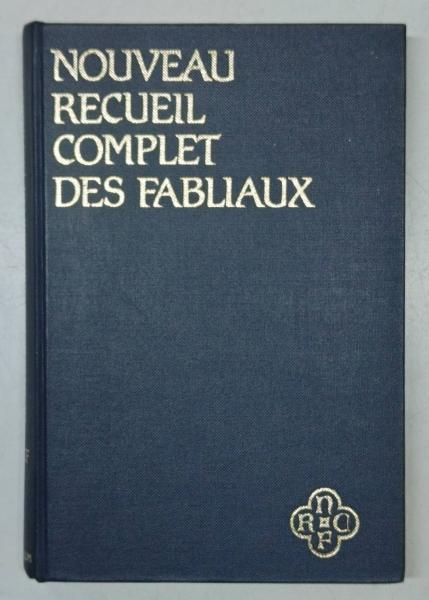 NOUVEAU
RECUEIL
COMPLET
DES FABLIAUX
N
R C
F